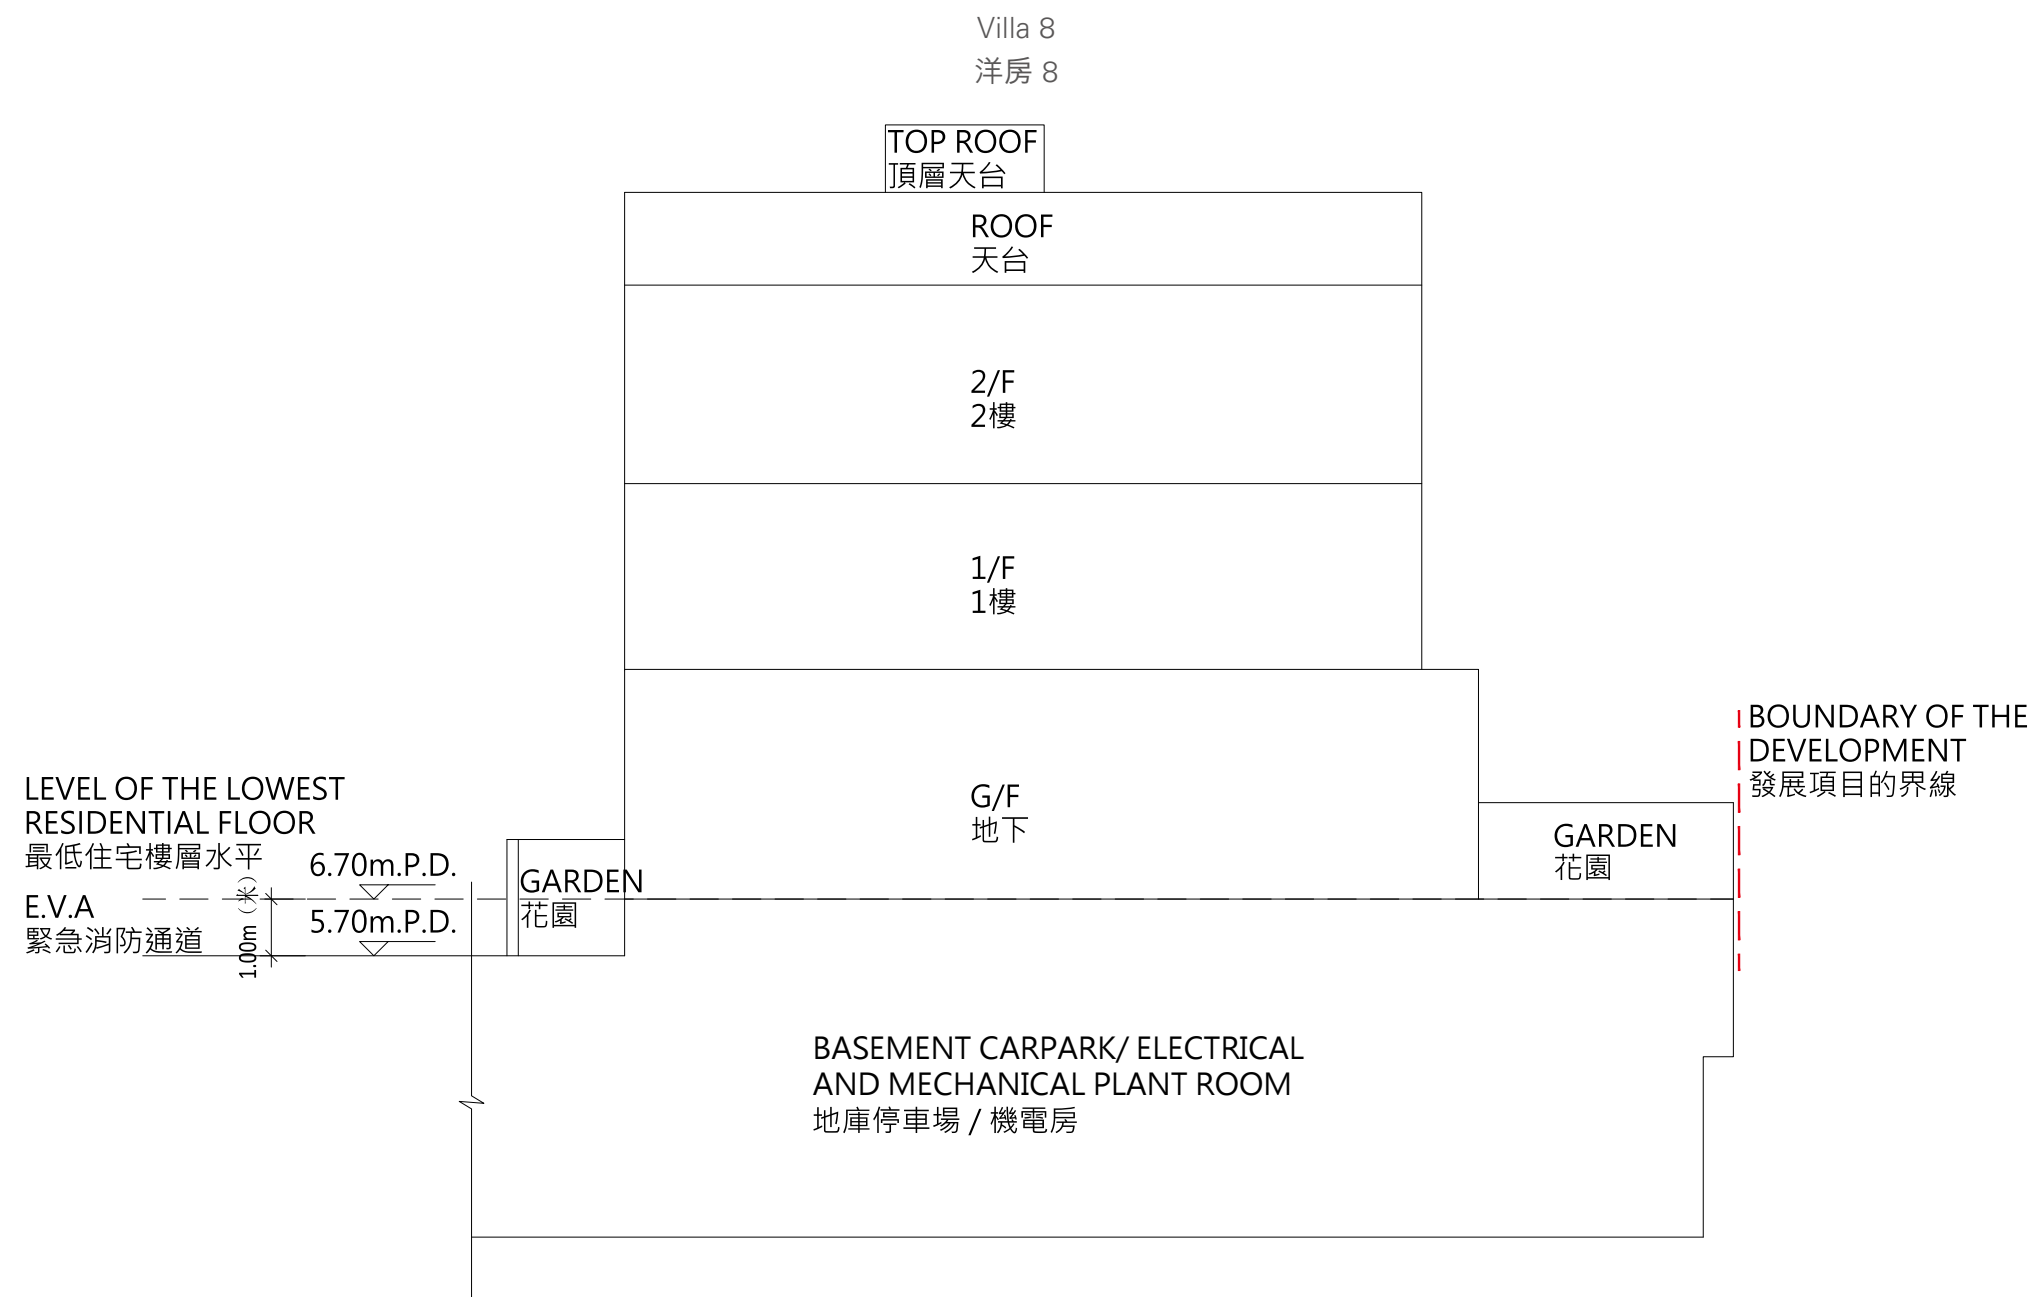 Villa 8
洋房 8
TOP ROOF
頂層天台
ROOF
天台
2/F
2樓
1/F
1樓
G/F
地下
BOUNDARY OF THE
DEVELOPMENT
發展項目的界線
LEVEL OF THE LOWEST
RESIDENTIAL FLOOR
最低住宅樓層水平
6.70m.P.D.
GARDEN
花園
GARDEN
花園
E.V.A
緊急消防通道
5.70m.P.D.
1.00m (米)
BASEMENT CARPARK/ ELECTRICAL
AND MECHANICAL PLANT ROOM
地庫停車場 / 機電房